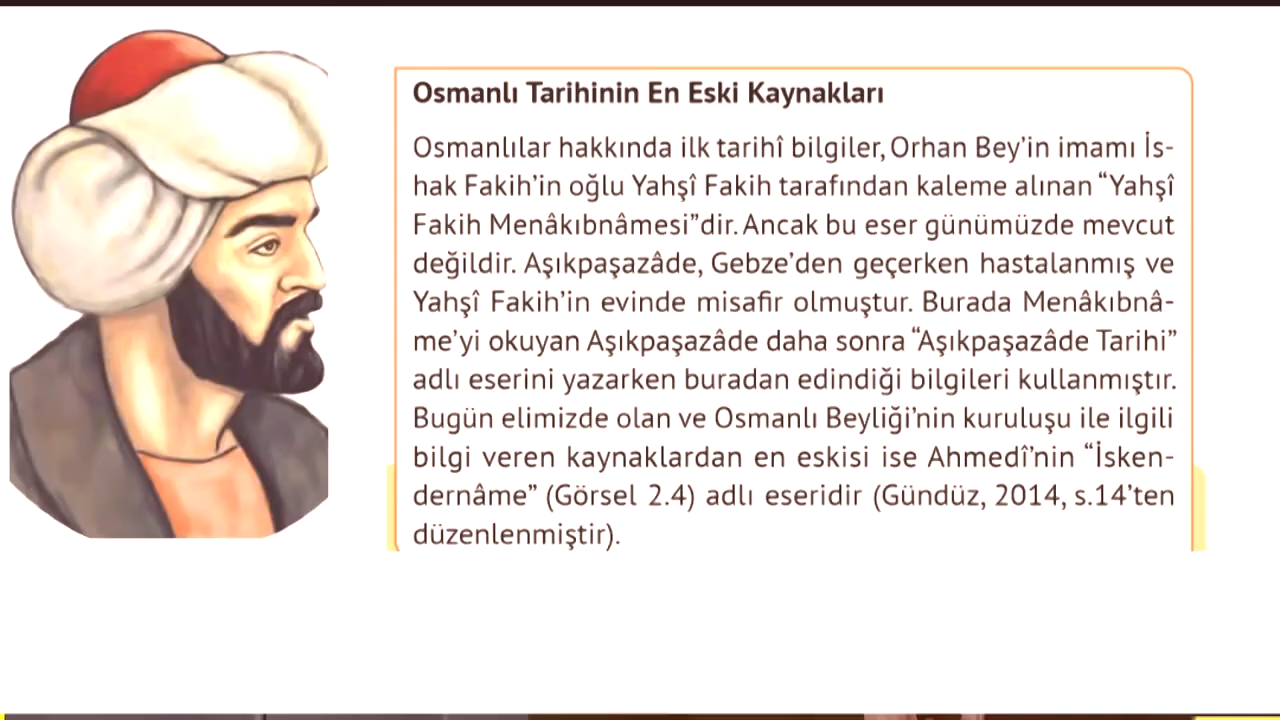 Osmanlı Tarihinin En Eski Kaynakları
Osmanlılar hakkında ilk tarihî bilgiler, Orhan Bey’in imamı İs-
hak Fakih’in oğlu Yahşî Fakih tarafından kaleme alınan “Yahşî
Fakih Menâkıbnâmesi”dir. Ancak bu eser günümüzde mevcut
değildir. Aşıkpaşazâde, Gebze’den geçerken hastalanmış ve
Yahşî Fakih’in evinde misafir olmuştur. Burada Menâkıbnâ-
me’yi okuyan Aşıkpaşazâde daha sonra “Aşıkpaşazâde Tarihi”
adlı eserini yazarken buradan edindiği bilgileri kullanmıştır.
Bugün elimizde olan ve Osmanlı Beyliği’nin kuruluşu ile ilgili
bilgi veren kaynaklardan en eskisi ise Ahmedî’nin “İsken-
dernâme” (Görsel 2.4) adlı eseridir (Gündüz, 2014, s.14’ten
düzenlenmiştir).